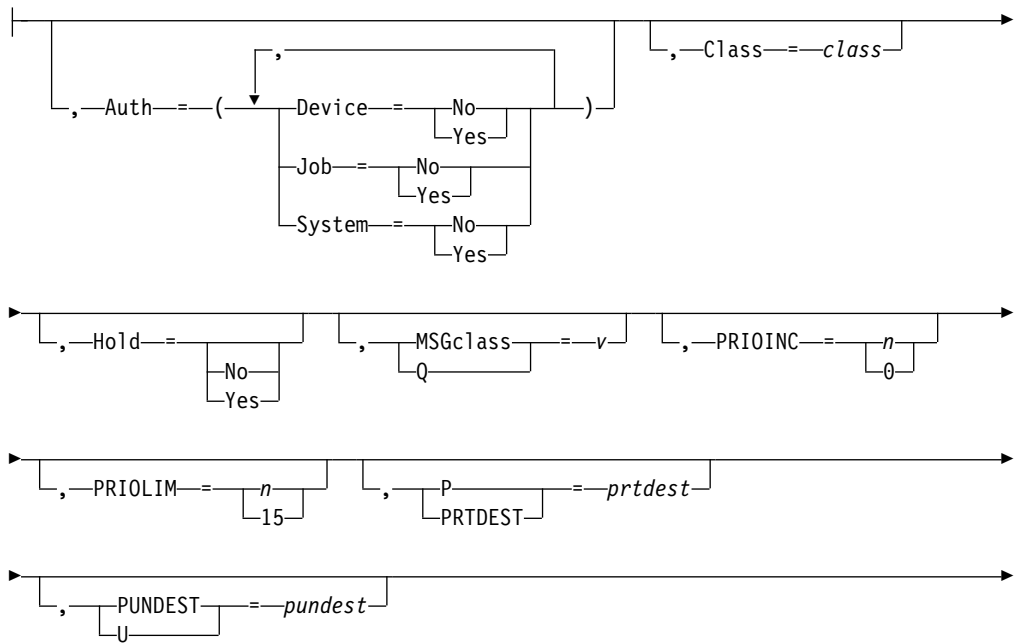 ,
, Auth = ( Device = No )
Yes
Job = No
Yes
System = No
Yes
, Class = class
, Hold =
No
Yes
, MSGclass = v
Q
, PRIOINC = n
0
, PRIOLIM = n
15
, P = prtdest
PRTDEST
, PUNDEST = pundest
U